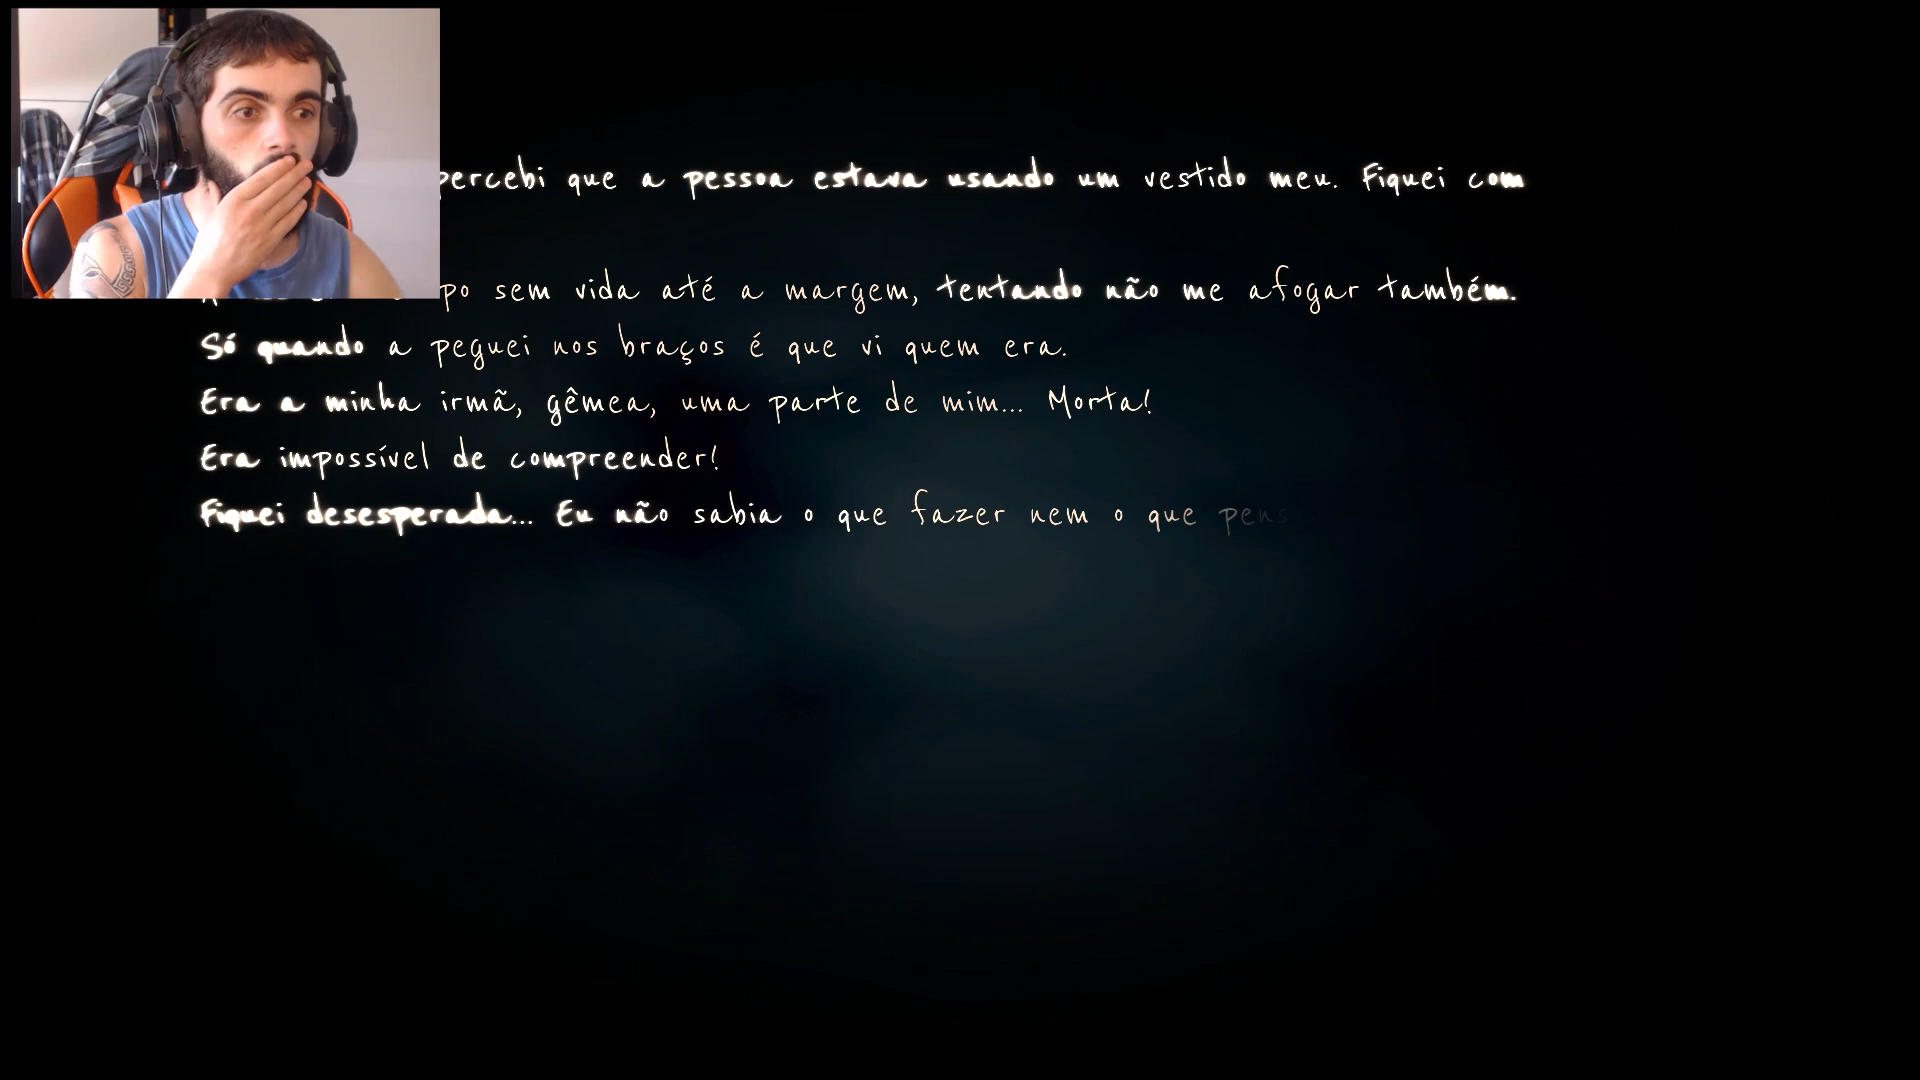 percebi que a pessoa estava usando um vestido meu. Fiquei com
sem vida até a margem, tentando não me afogar também.
Só quando a peguei nos braços é que vi quem era.
Era a minha irmã, gêmea, uma parte de mim... Morta!
Era impossível de compreender!
Fiquei desesperada... Eu não sabia o que fazer nem o que